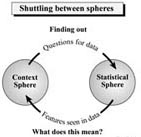 Shuttling between spheres
Finding out
Questions for data
Context
Sphere
Statistical
Sphere
Features seen in data
What does this mean?